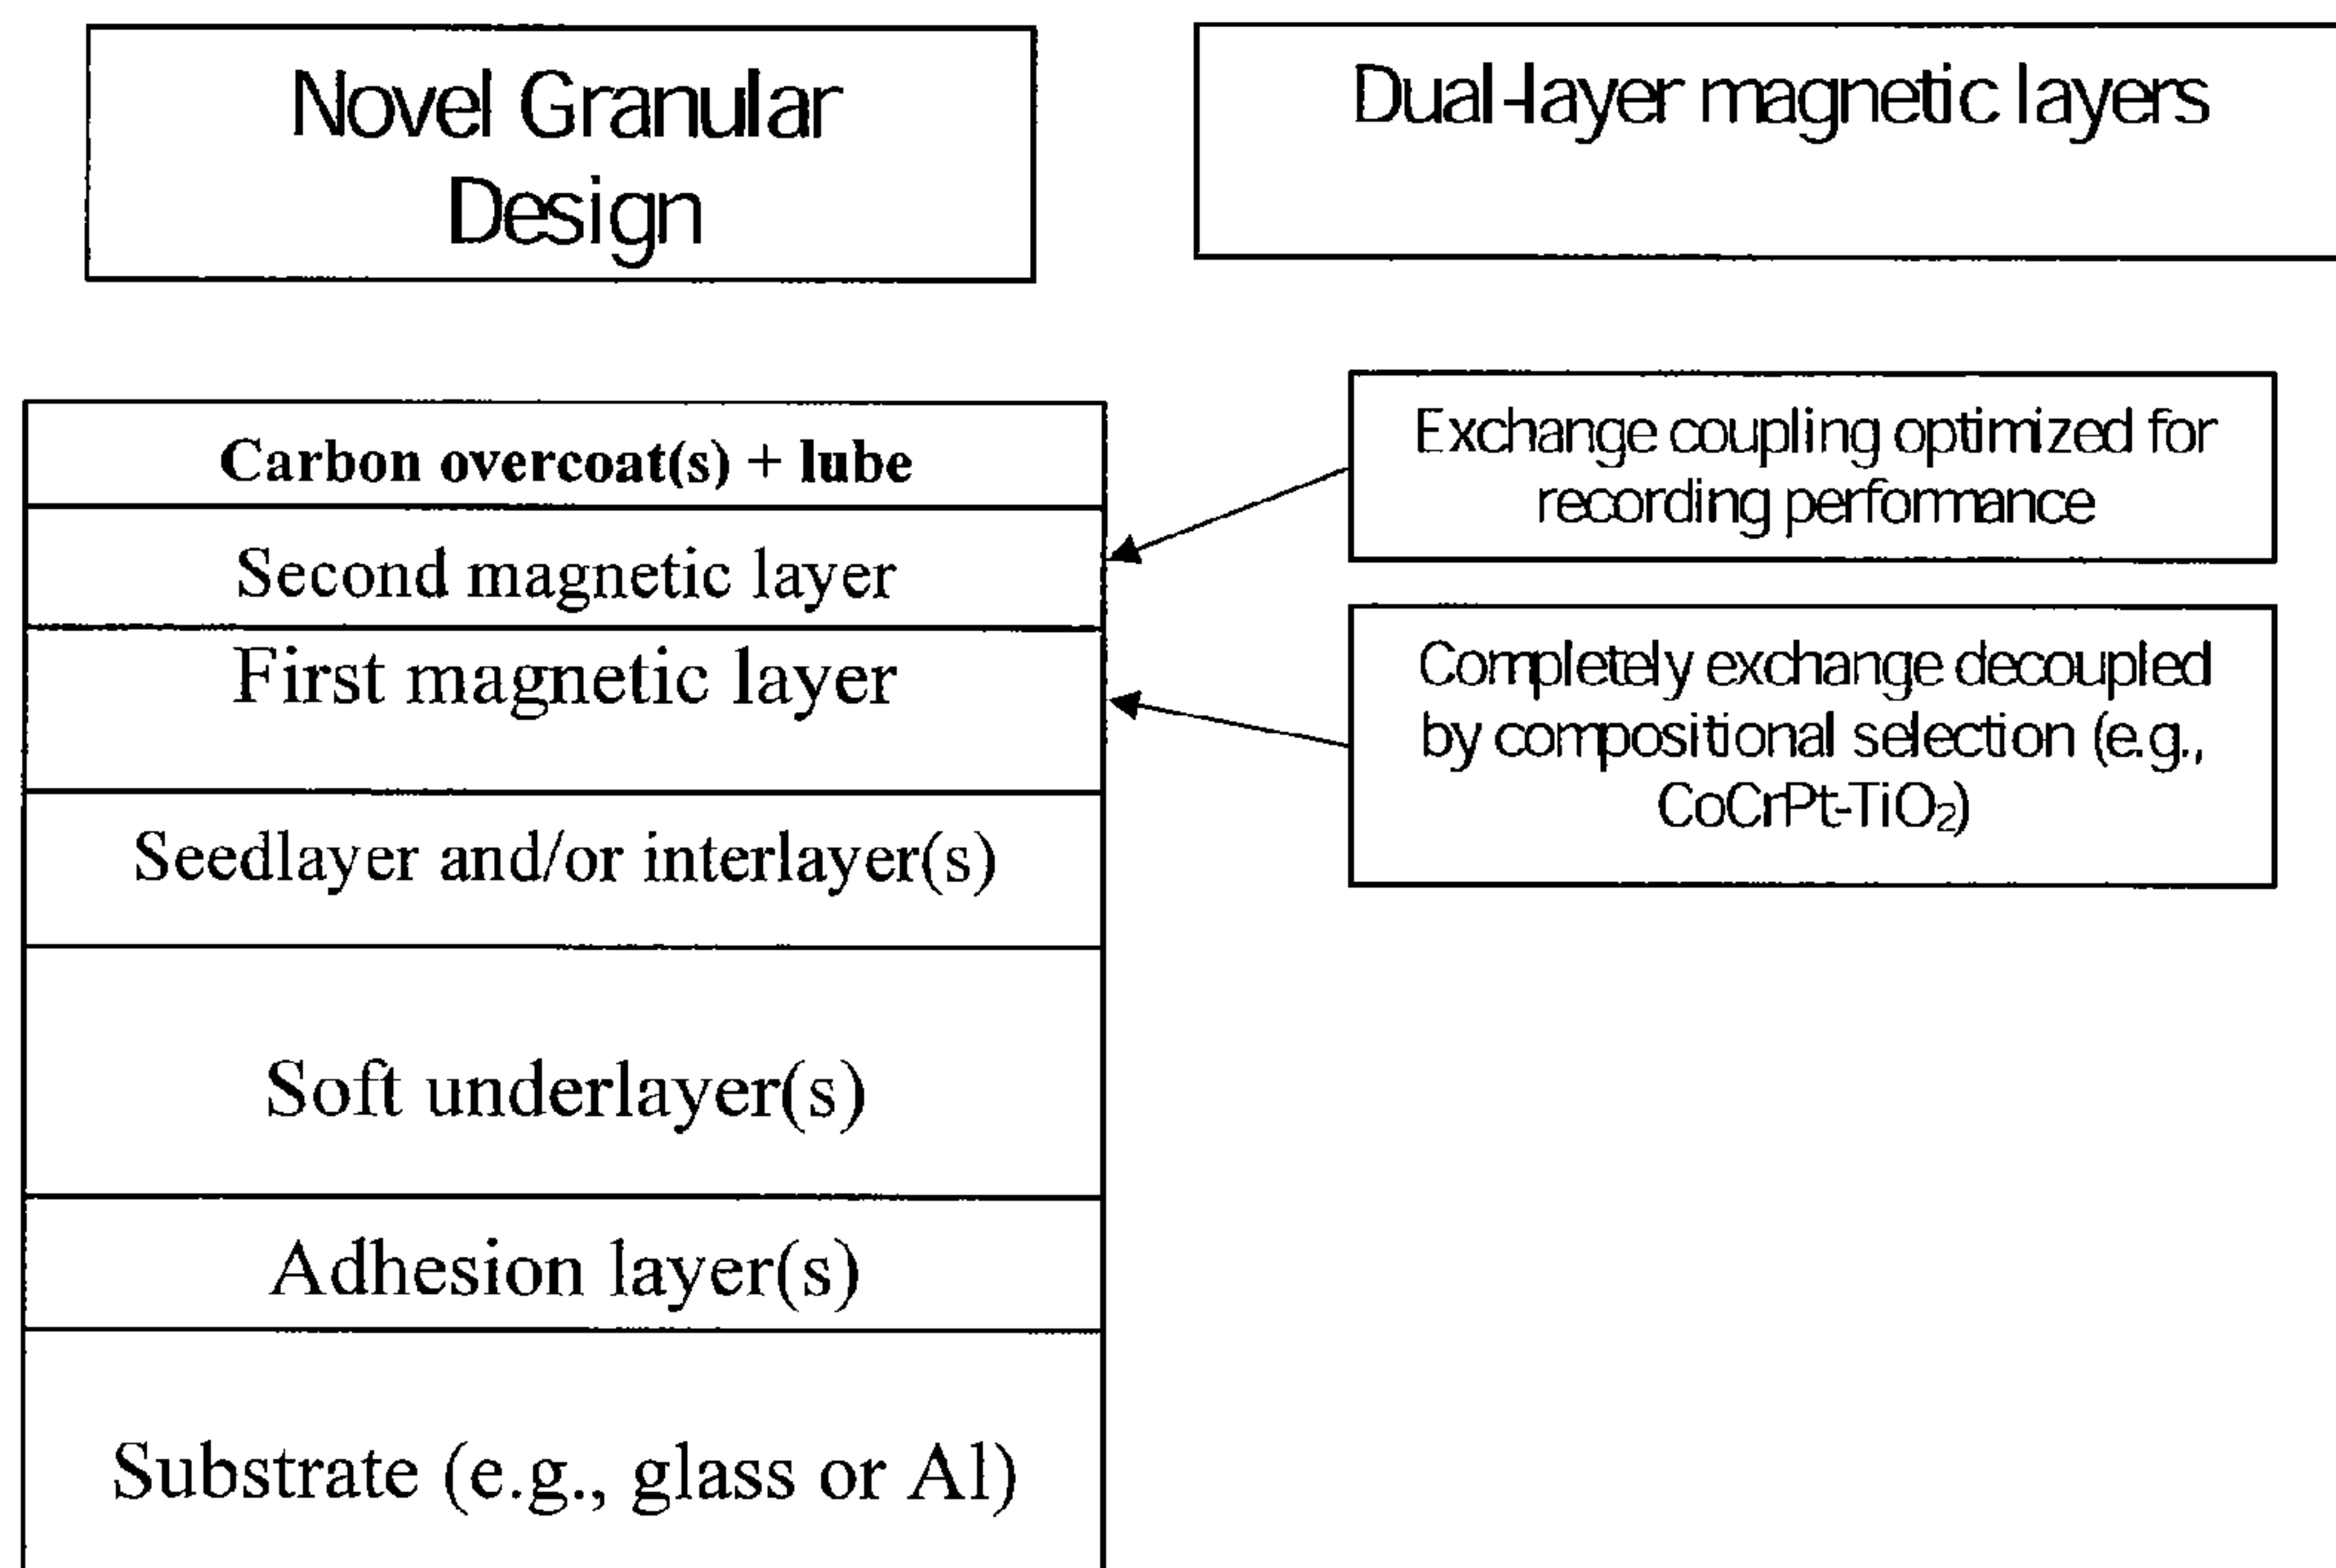 Novel Granular
Design
Dual-layer magnetic layers
Carbon overcoat(s) + lube
Second magnetic layer
First magnetic layer
Seedlayer and/or interlayer(s)
Soft underlayer(s)
Adhesion layer(s)
Substrate (e.g., glass or Al)
Exchange coupling optimized for
recording performance
Completely exchange decoupled
by compositional selection (e.g.,
CoCrPt-TiO₂)